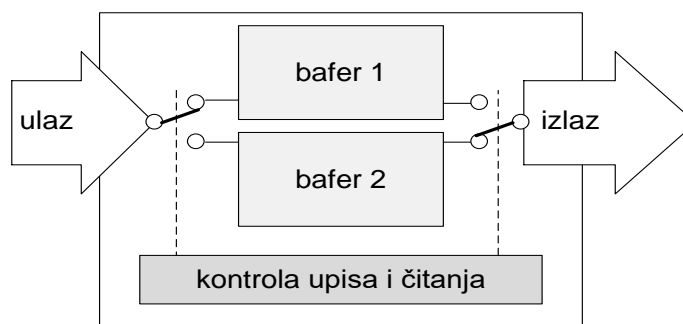 bafer 1
ulaz
izlaz
bafer 2
kontrola upisa i čitanja